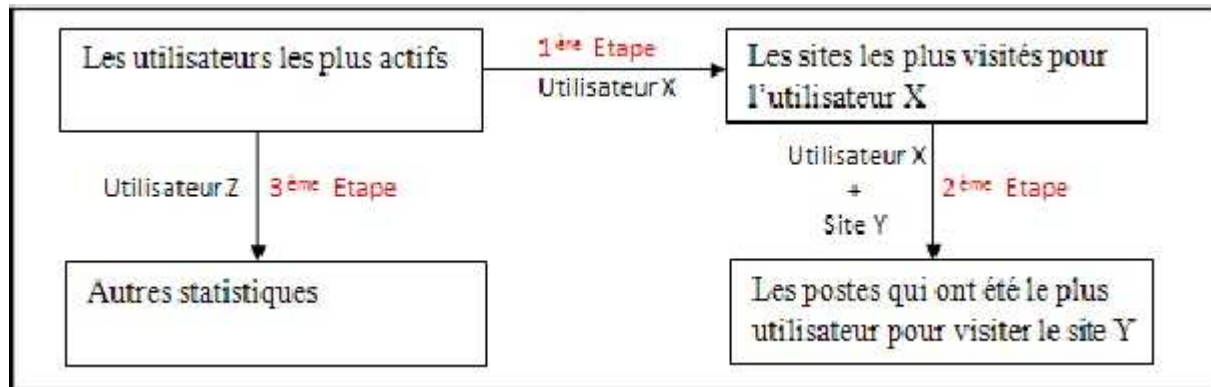 Les utilisateurs les plus actifs
1ère Etape
Utilisateur X
Les sites les plus visités pour
l'utilisateur X
Utilisateur Z
3ème Etape
Utilisateur X
+
Site Y
2ème Etape
Autres statistiques
Les postes qui ont été le plus
utilisateur pour visiter le site Y